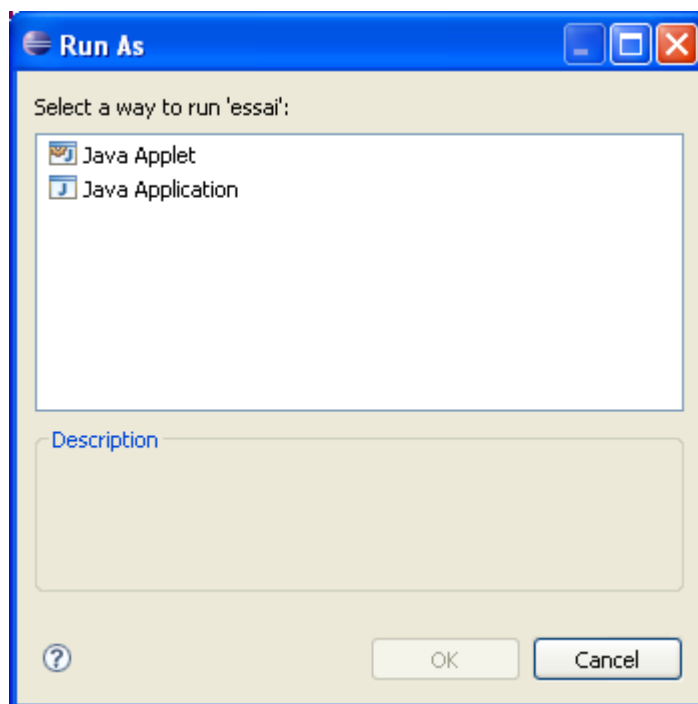 Run As
Select a way to run 'essai':
Java Applet
Java Application
Description
OK
Cancel